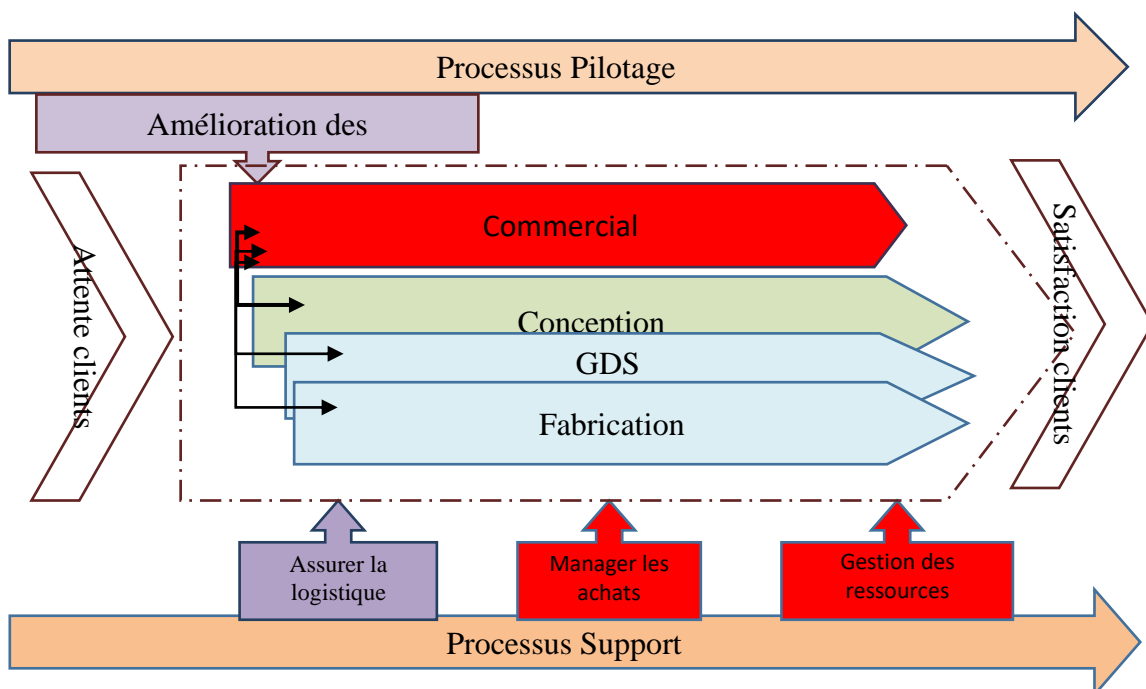 Processus Pilotage
Amélioration des
Attente clients
Commercial
Conception
GDS
Fabrication
Satisfaction clients
Assurer la
logistique
Manager les
achats
Gestion des
ressources
Processus Support